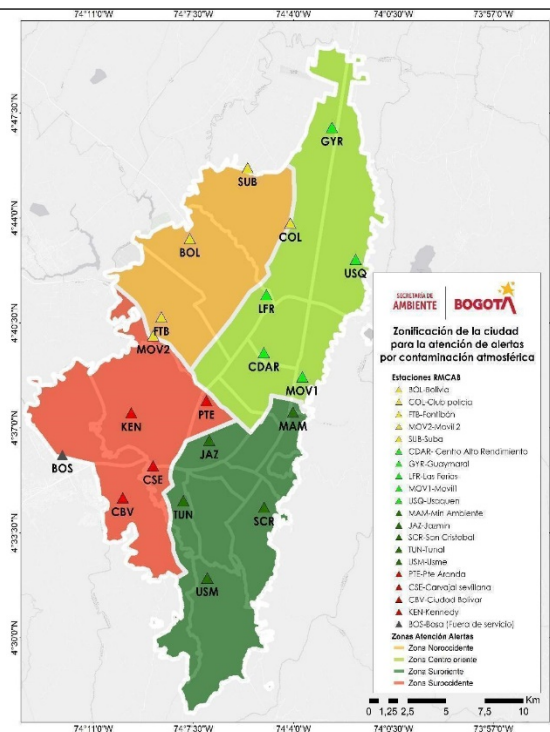 74°11'0"W 74°7'30"W 74°4'0"W 74°0'30"W 73°57'0"W
4°47'30"N
4°44'0"N
4°40'30"N
4°37'0"N
4°33'30"N
4°30'0"N
GYR
SUB
COL
BOL
USQ
LFR
FTB
MOV2
CDAR
MOV1
PTE
MAM
KEN
JAZ
BOS
CSE
CBV
TUN
SCR
USM
SECRETARÍA DE
AMBIENTE
BOGOTÁ
Zonificación de la ciudad
para la atención de alertas
por contaminación atmosférica
Estaciones RMCAB
BOL-Bolivia
COL-Club policia
FTB-Fontibón
MOV2-Movil 2
SUB-Suba
CDAR- Centro Alto Rendimiento
GYR-Guaymaral
LFR-Las Ferias
MOV1-Movil1
USQ-Usaquen
MAM-Min Ambiente
JAZ-Jazmin
SCR-San Cristobal
TUN-Tunal
USM-Usme
PTE-Pte Aranda
CSE-Carvajal sevillana
CBV-Ciudad Bolivar
KEN-Kennedy
BOS-Bosa (Fuera de servicio)
Zonas Atención Alertas
Zona Noroccidente
Zona Centro oriente
Zona Suroriente
Zona Suroccidente
Km
0 1,25 2,5 5 7,5 10
74°11'0"W 74°7'30"W 74°4'0"W 74°0'30"W 73°57'0"W